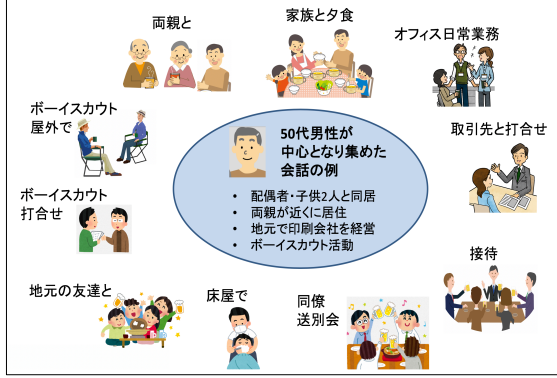 両親と
家族と夕食
オフィス日常業務
ボーイスカウト
屋外で
取引先と打合せ
50代男性が
中心となり集めた
会話の例
• 配偶者・子供2人と同居
• 両親が近くに居住
• 地元で印刷会社を経営
• ボーイスカウト活動
ボーイスカウト
打合せ
接待
地元の友達と
床屋で
同僚
送別会